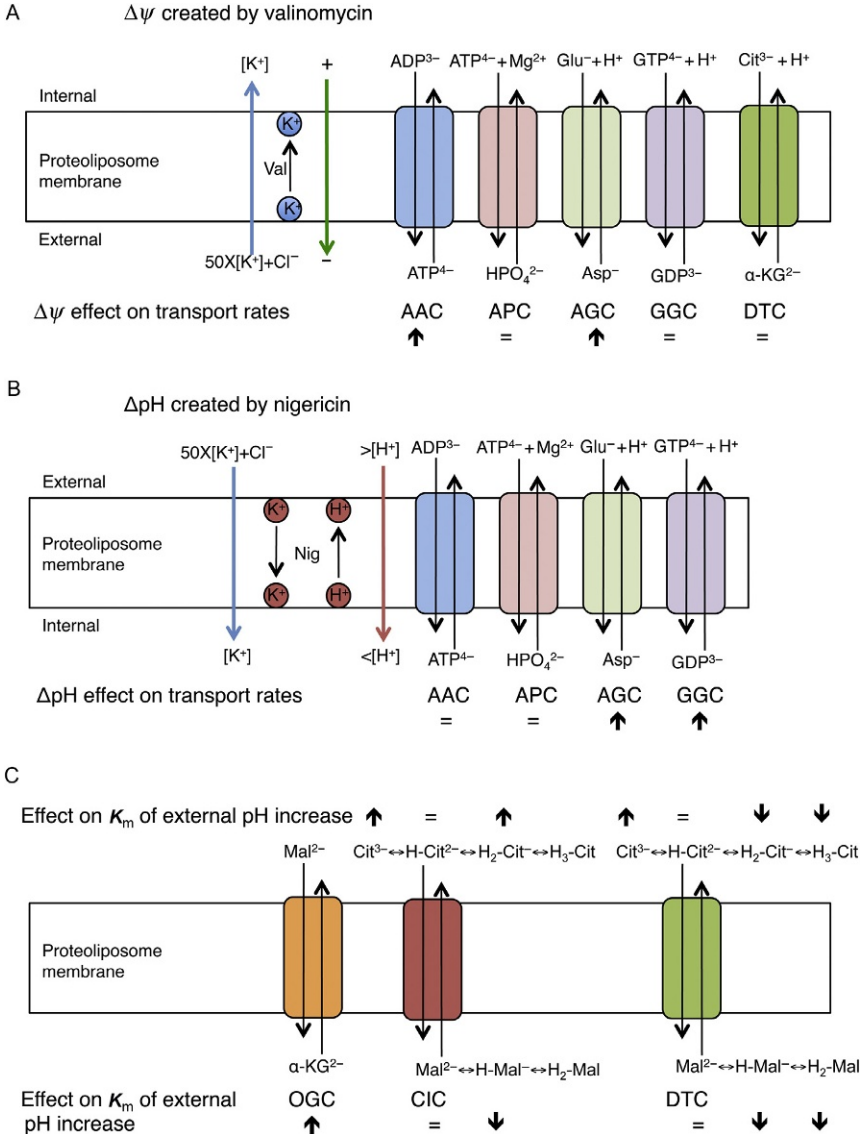 A
Δψ created by valinomycin
[K⁺] + ADP³⁻ ATP⁴⁻ + Mg²⁺ Glu⁻ + H⁺ GTP⁴⁻ + H⁺ Cit³⁻ + H⁺
Internal
K⁺
Proteoliposome
membrane
Val
K⁺
External
50X[K⁺]+Cl⁻ − ATP⁴⁻ HPO₄²⁻ Asp⁻ GDP³⁻ α-KG²⁻
Δψ effect on transport rates AAC APC AGC GGC DTC
↑ = ↑ = =
B
ΔpH created by nigericin
50X[K⁺]+Cl⁻ >[H⁺] ADP³⁻ ATP⁴⁻ + Mg²⁺ Glu⁻ + H⁺ GTP⁴⁻ + H⁺
External
K⁺ H⁺
Proteoliposome
membrane
Nig
K⁺ H⁺
Internal
[K⁺] <[H⁺] ATP⁴⁻ HPO₄²⁻ Asp⁻ GDP³⁻
ΔpH effect on transport rates AAC APC AGC GGC
= = ↑ ↑
C
Effect on Kₘ of external pH increase ↑ = ↑ ↑ = ↓ ↓
Mal²⁻ Cit³⁻↔H-Cit²⁻↔H₂-Cit⁻↔H₃-Cit Cit³⁻↔H-Cit²⁻↔H₂-Cit⁻↔H₃-Cit
Proteoliposome
membrane
α-KG²⁻ Mal²⁻↔H-Mal⁻↔H₂-Mal Mal²⁻↔H-Mal⁻↔H₂-Mal
Effect on Kₘ of external OGC CIC DTC
pH increase ↑ = ↓ = ↓ ↓